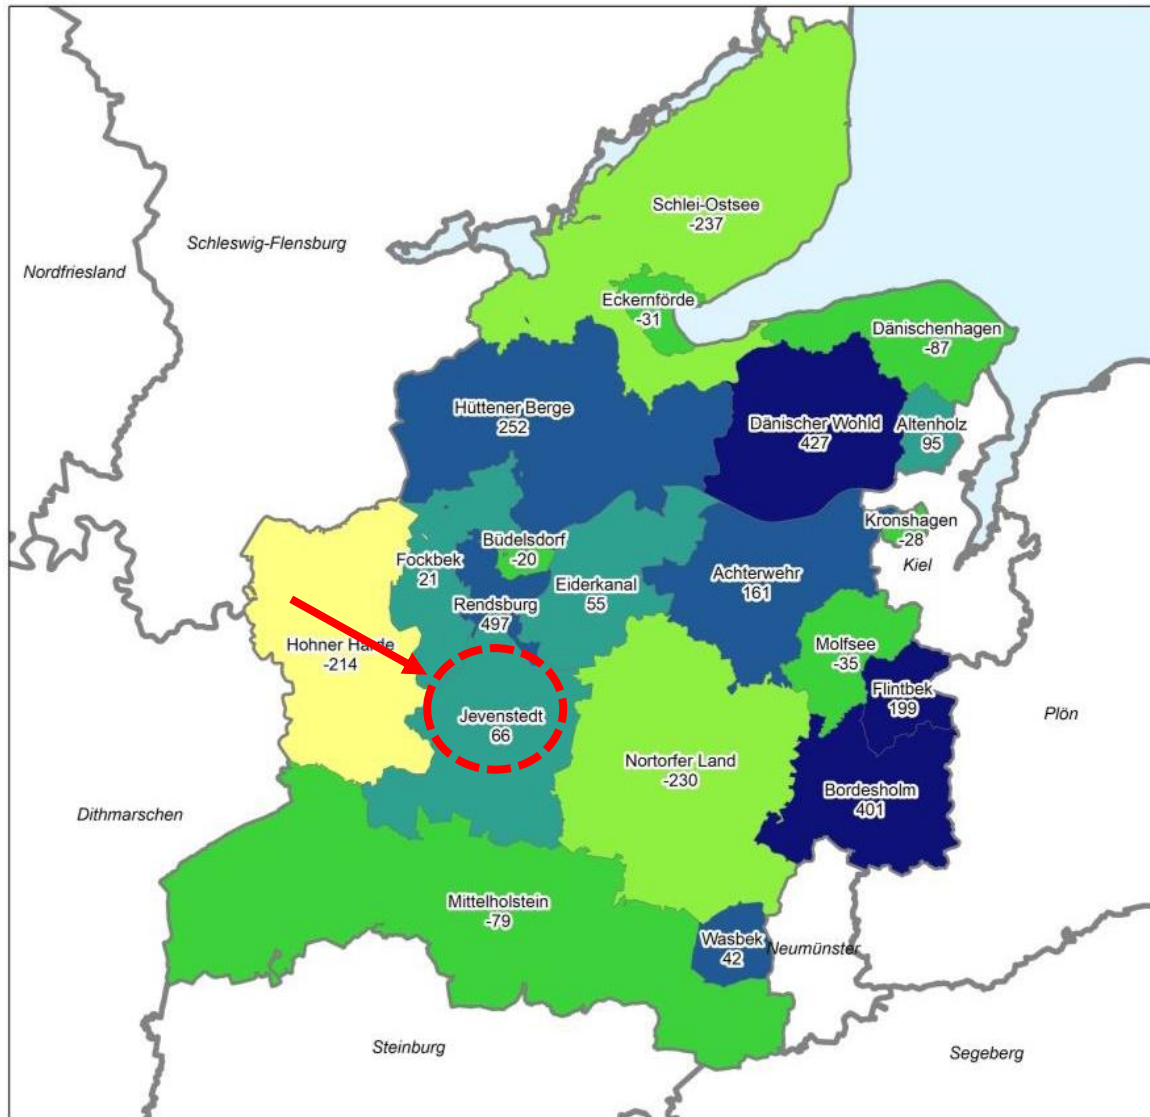 Schlei-Ostsee
-237
Schleswig-Flensburg
Nordfriesland
Eckernförde
-31
Dänischenhagen
-87
Hüttener Berge
252
Dänischer Wohld
427
Altenholz
95
Kronshagen
-28
Kiel
Büdelsdorf
-20
Fockbek
21
Eiderkanal
55
Achterwehr
161
Rendsburg
497
Hohner Harde
-214
Molfsee
-35
Flintbek
199
Plön
Jevenstedt
66
Nortorfer Land
-230
Bordesholm
401
Dithmarschen
Mittelholstein
-79
Wasbek
42
Neumünster
Steinburg
Segeberg